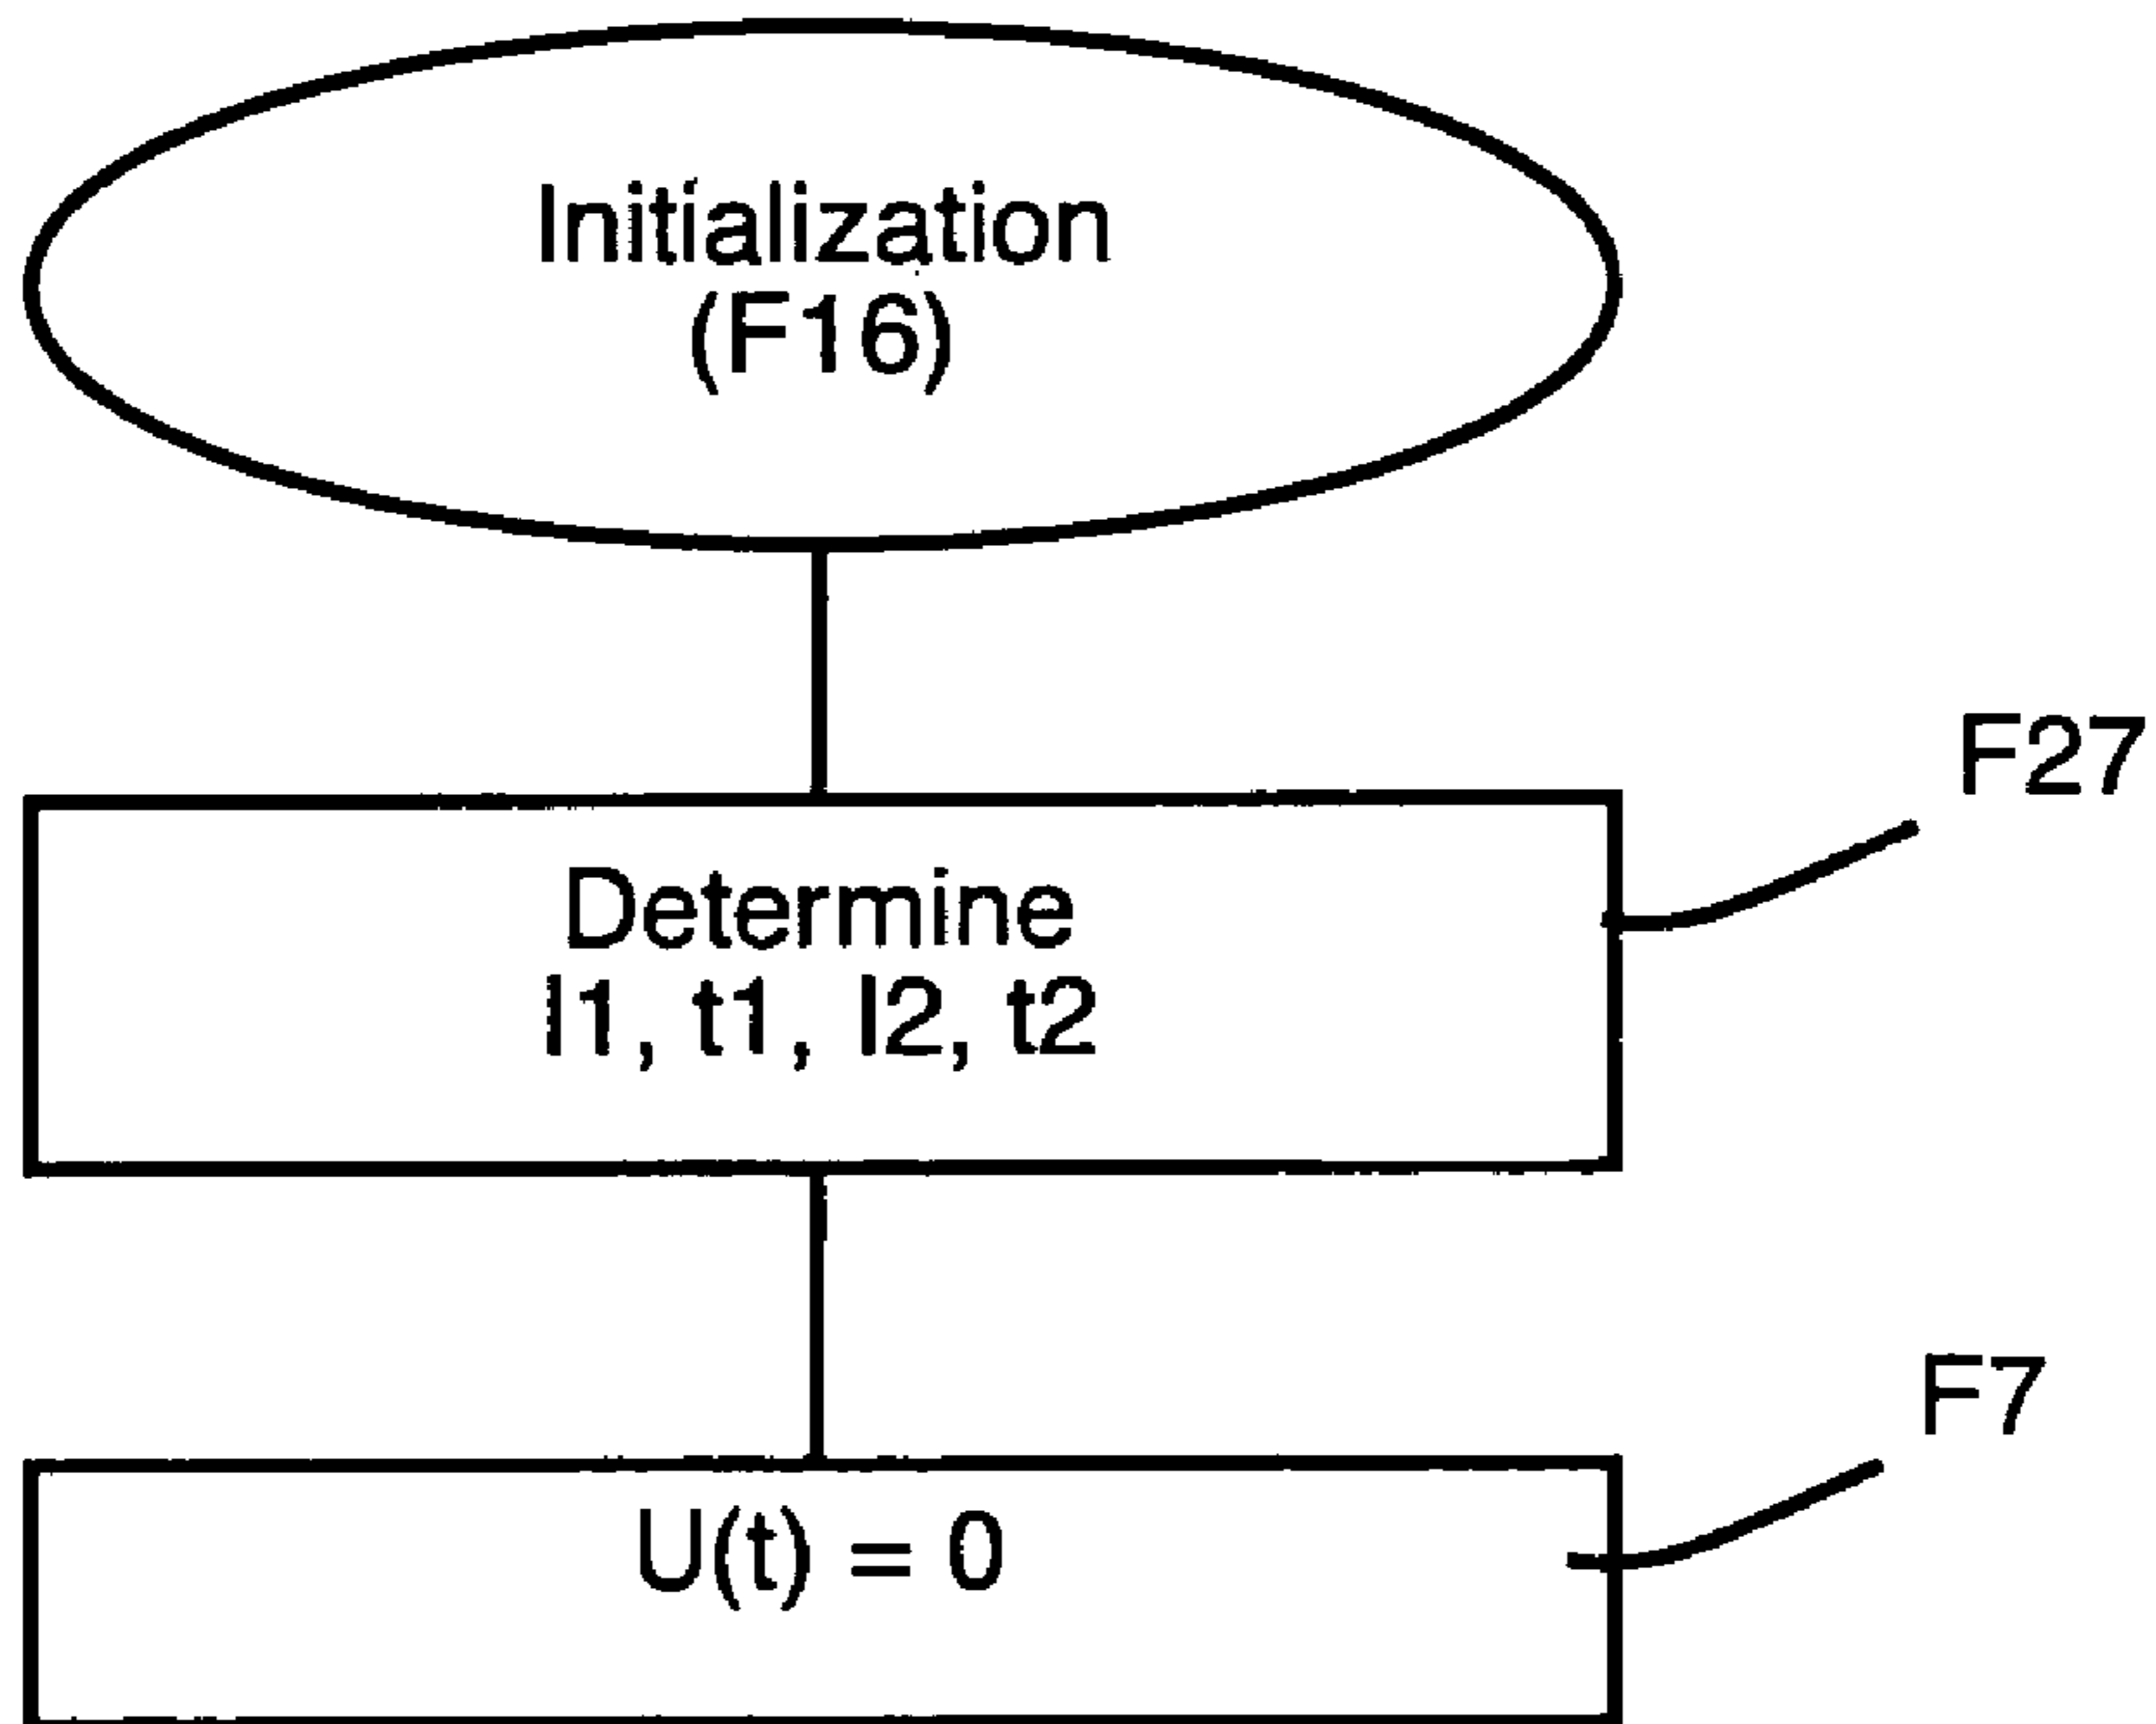 Initialization
(F16)
F27
Determine
I1, t1, I2, t2
F7
U(t) = 0